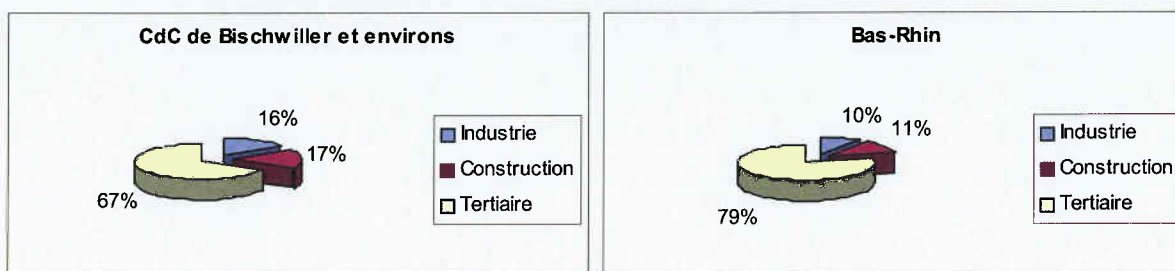 CdC de Bischwiller et environs
16%
17%
67%
Industrie
Construction
Tertiaire
Bas-Rhin
10%
11%
79%
Industrie
Construction
Tertiaire